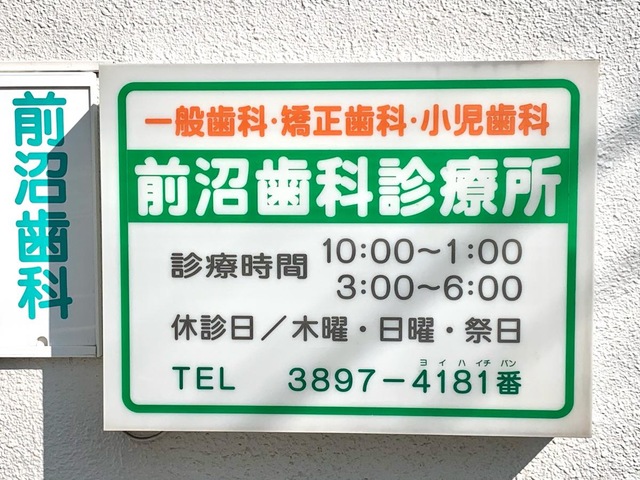 前沼歯科
一般歯科・矯正歯科・小児歯科
前沼歯科診療所
診療時間 10:00～1:00
3:00～6:00
休診日／木曜・日曜・祭日
ヨイ ハ イチ バン
TEL 3897-4181番